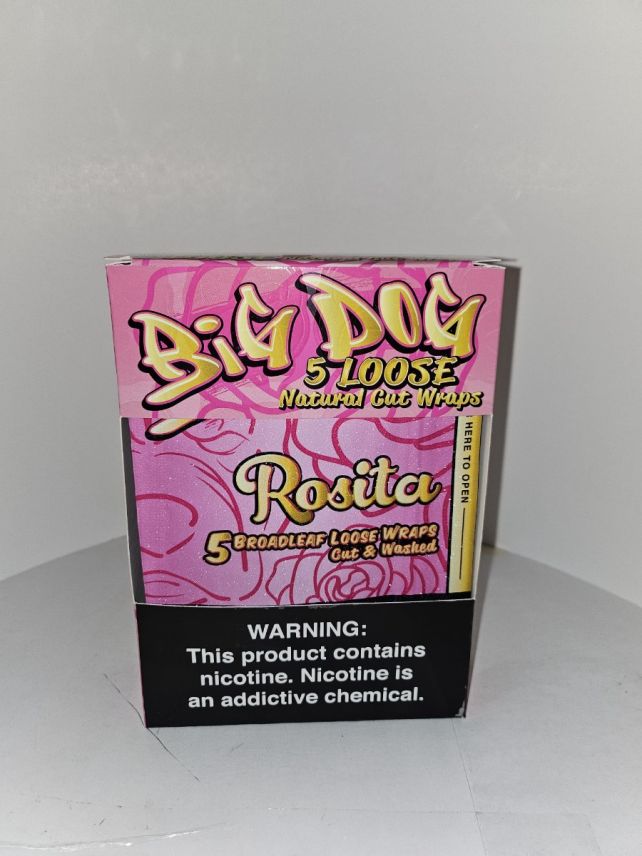 BiG DOG
5 LOOSE
Natural Cut Wraps
HERE TO OPEN
Rosita
5 BROADLEAF LOOSE WRAPS
Cut & Washed
WARNING:
This product contains
nicotine. Nicotine is
an addictive chemical.